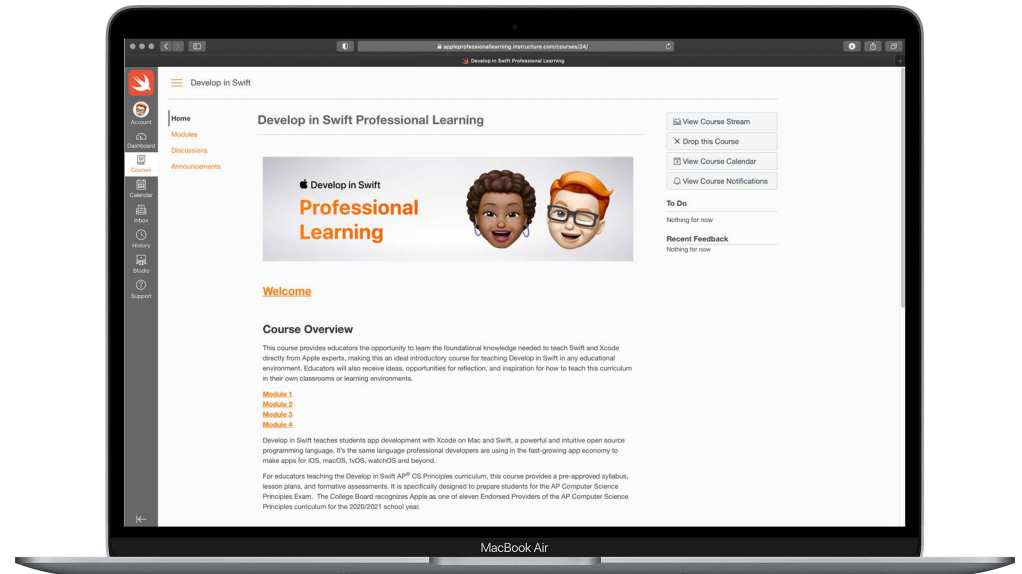 appleprofessionallearning.instructure.com/courses/24/
Develop in Swift Professional Learning
Develop in Swift
Account
Dashboard
Courses
Calendar
Inbox
History
Studio
Support
Home
Modules
Discussions
Announcements
Develop in Swift Professional Learning
Develop in Swift
Professional
Learning
Welcome
Course Overview
This course provides educators the opportunity to learn the foundational knowledge needed to teach Swift and Xcode
directly from Apple experts, making this an ideal introductory course for teaching Develop in Swift in any educational
environment. Educators will also receive ideas, opportunities for reflection, and inspiration for how to teach this curriculum
in their own classrooms or learning environments.
Module 1
Module 2
Module 3
Module 4
Develop in Swift teaches students app development with Xcode on Mac and Swift, a powerful and intuitive open source
programming language. It's the same language professional developers are using in the fast-growing app economy to
make apps for iOS, macOS, tvOS, watchOS and beyond.
For educators teaching the Develop in Swift AP® CS Principles curriculum, this course provides a pre-approved syllabus,
lesson plans, and formative assessments. It is specifically designed to prepare students for the AP Computer Science
Principles Exam. The College Board recognizes Apple as one of eleven Endorsed Providers of the AP Computer Science
Principles curriculum for the 2020/2021 school year.
View Course Stream
Drop this Course
View Course Calendar
View Course Notifications
To Do
Nothing for now
Recent Feedback
Nothing for now
MacBook Air